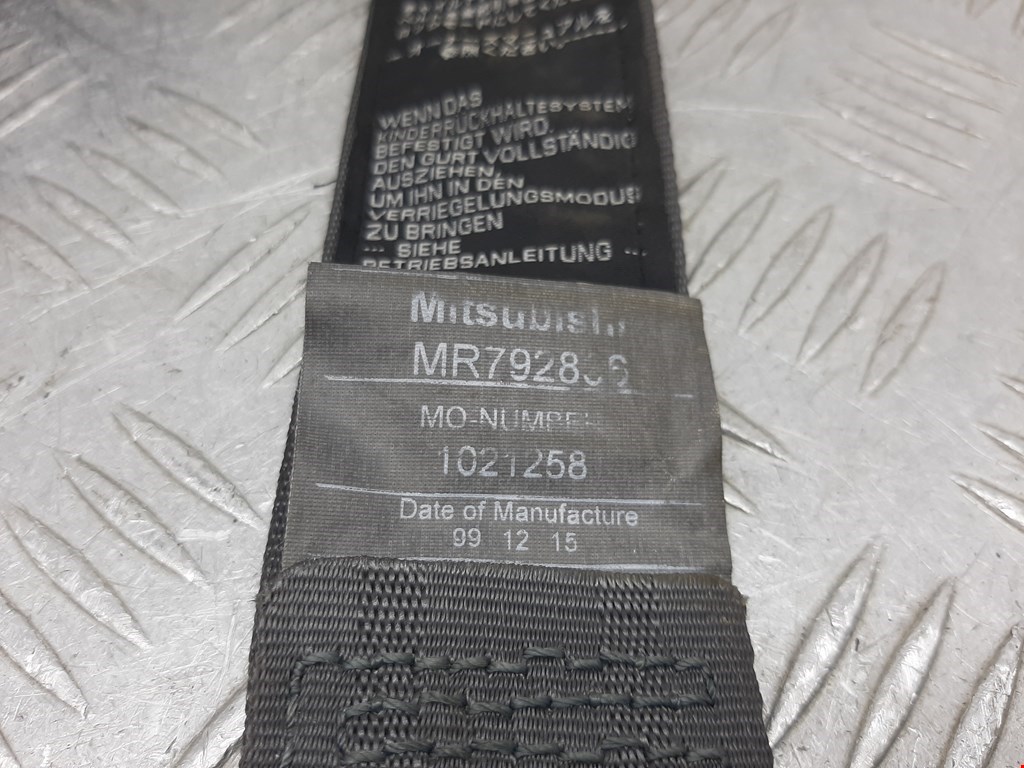 WENN DAS
KINDERRÜCKHALTESYSTEM
BEFESTIGT WIRD,
DEN GURT VOLLSTÄNDIG
AUSZIEHEN,
UM IHN IN DEN
VERRIEGELUNGSMODUS
ZU BRINGEN
... SIEHE
BETRIEBSANLEITUNG ...
Mitsubishi
MO-NUMBER
1021258
Date of Manufacture
99 12 15